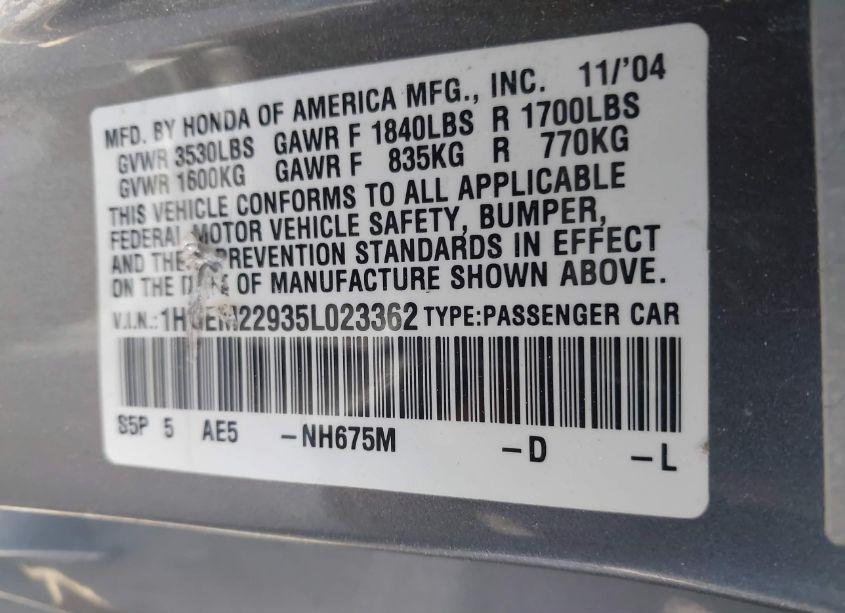 MFD. BY HONDA OF AMERICA MFG., INC. 11/'04
GVWR 3530LBS GAWR F 1840LBS R 1700LBS
GVWR 1600KG GAWR F 835KG R 770KG
THIS VEHICLE CONFORMS TO ALL APPLICABLE
FEDERAL MOTOR VEHICLE SAFETY, BUMPER,
AND PREVENTION STANDARDS IN EFFECT
ON THE OF MANUFACTURE SHOWN ABOVE.
V.I.N.: TYPE:PASSENGER CAR
S5P 5 AE5 -NH675M -D -L